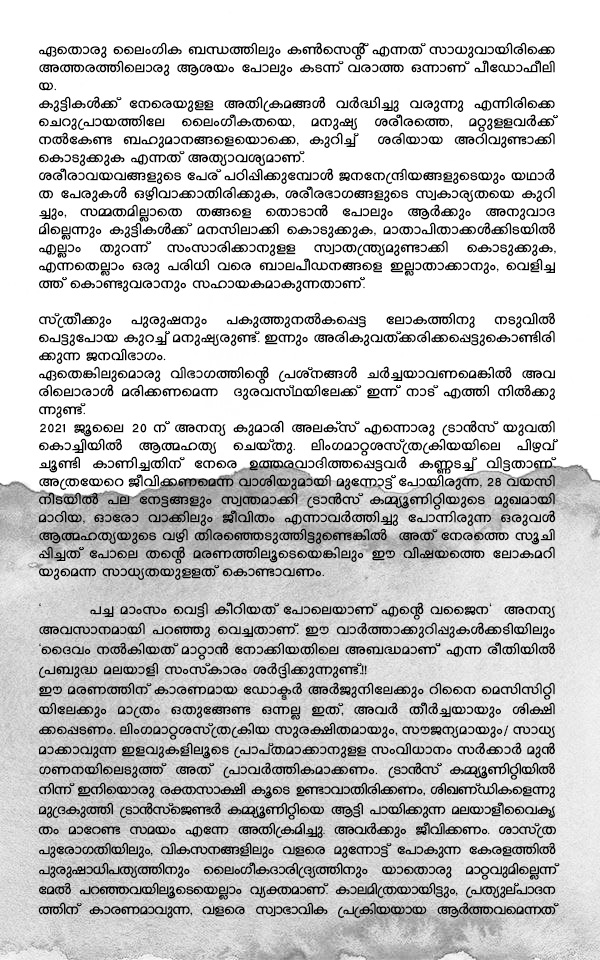 ഏതൊരു ലൈംഗിക ബന്ധത്തിലും കൺസെന്റ് എന്നത് സാധുവായിരിക്കെ
അത്തരത്തിലൊരു ആശയം പോലും കടന്ന് വരാത്ത ഒന്നാണ് പീഡോഫീലി
യ.
കുട്ടികൾക്ക് നേരെയുളള അതിക്രമങ്ങൾ വർദ്ധിച്ചു വരുന്നു എന്നിരിക്കെ
ചെറുപ്രായത്തിലേ ലൈംഗീകതയെ, മനുഷ്യ ശരീരത്തെ, മറ്റുളളവർക്ക്
നൽകേണ്ട ബഹുമാനങ്ങളെയൊക്കെ, കുറിച്ച് ശരിയായ അറിവുണ്ടാക്കി
കൊടുക്കുക എന്നത് അത്യാവശ്യമാണ്.
ശരീരാവയവങ്ങളുടെ പേര് പഠിപ്പിക്കുമ്പോൾ ജനനേന്ദ്രിയങ്ങളുടെയും യഥാർ
ത പേരുകൾ ഒഴിവാക്കാതിരിക്കുക, ശരീരഭാഗങ്ങളുടെ സ്വകാര്യതയെ കുറി
ച്ചും, സമ്മതമില്ലാതെ തങ്ങളെ തൊടാൻ പോലും ആർക്കും അനുവാദ
മില്ലെന്നും കുട്ടികൾക്ക് മനസിലാക്കി കൊടുക്കുക, മാതാപിതാക്കൾക്കിടയിൽ
എല്ലാം തുറന്ന് സംസാരിക്കാനുളള സ്വാതന്ത്ര്യമുണ്ടാക്കി കൊടുക്കുക,
എന്നതെല്ലാം ഒരു പരിധി വരെ ബാലപീഡനങ്ങളെ ഇല്ലാതാക്കാനും, വെളിച്ച
ത്ത് കൊണ്ടുവരാനും സഹായകമാകുന്നതാണ്.
സ്ത്രീക്കും പുരുഷനും പകുത്തുനൽകപ്പെട്ട ലോകത്തിനു നടുവിൽ
പെട്ടുപോയ കുറച്ച് മനുഷ്യരുണ്ട്. ഇന്നും അരികുവത്ക്കരിക്കപ്പെട്ടുകൊണ്ടിരി
ക്കുന്ന ജനവിഭാഗം.
ഏതെങ്കിലുമൊരു വിഭാഗത്തിന്റെ പ്രശ്നങ്ങൾ ചർച്ചയാവണമെങ്കിൽ അവ
രിലൊരാൾ മരിക്കണമെന്ന ദുരവസ്ഥയിലേക്ക് ഇന്ന് നാട് എത്തി നിൽക്കു
ന്നുണ്ട്.
2021 ജൂലൈ 20 ന് അനന്യ കുമാരി അലക്സ് എന്നൊരു ട്രാൻസ് യുവതി
കൊച്ചിയിൽ ആത്മഹത്യ ചെയ്തു. ലിംഗമാറ്റശസ്ത്രക്രിയയിലെ പിഴവ്
ചൂണ്ടി കാണിച്ചതിന് നേരെ ഉത്തരവാദിത്തപ്പെട്ടവർ കണ്ണടച്ച് വിട്ടതാണ്.
അത്രയേറെ ജീവിക്കണമെന്ന വാശിയുമായി മുന്നോട്ട് പോയിരുന്ന, 28 വയസി
നിടയിൽ പല നേട്ടങ്ങളും സ്വന്തമാക്കി ട്രാൻസ് കമ്മ്യൂണിറ്റിയുടെ മുഖമായി
മാറിയ, ഓരോ വാക്കിലും ജീവിതം എന്നാവർത്തിച്ചു പോന്നിരുന്ന ഒരുവൾ
ആത്മഹത്യയുടെ വഴി തിരഞ്ഞെടുത്തിട്ടുണ്ടെങ്കിൽ അത് നേരത്തെ സൂചി
പ്പിച്ചത് പോലെ തന്റെ മരണത്തിലൂടെയെങ്കിലും ഈ വിഷയത്തെ ലോകമറി
യുമെന്ന സാധ്യതയുളളത് കൊണ്ടാവണം.
‘ പച്ച മാംസം വെട്ടി കീറിയത് പോലെയാണ് എന്റെ വജൈന‘ അനന്യ
അവസാനമായി പറഞ്ഞു വെച്ചതാണ്. ഈ വാർത്താക്കുറിപ്പുകൾക്കടിയിലും
‘ദൈവം നൽകിയത് മാറ്റാൻ നോക്കിയതിലെ അബദ്ധമാണ്‘ എന്ന രീതിയിൽ
പ്രബുദ്ധ മലയാളി സംസ്കാരം ശർദ്ദിക്കുന്നുണ്ട്.!!
ഈ മരണത്തിന് കാരണമായ ഡോക്ടർ അർജുനിലേക്കും റിനൈ മെസിസിറ്റി
യിലേക്കും മാത്രം ഒതുങ്ങേണ്ട ഒന്നല്ല ഇത്, അവർ തീർച്ചയായും ശിക്ഷി
ക്കപ്പെടണം. ലിംഗമാറ്റശസ്ത്രക്രിയ സുരക്ഷിതമായും, സൗജന്യമായും/ സാധ്യ
മാക്കാവുന്ന ഇളവുകളിലൂടെ പ്രാപ്തമാക്കാനുളള സംവിധാനം സർക്കാർ മുൻ
ഗണനയിലെടുത്ത് അത് പ്രാവർത്തികമാക്കണം. ട്രാൻസ് കമ്മ്യൂണിറ്റിയിൽ
നിന്ന് ഇനിയൊരു രക്തസാക്ഷി കൂടെ ഉണ്ടാവാതിരിക്കണം, ശിഖണ്ഡികളെന്നു
മുദ്രകുത്തി ട്രാൻസ്ജെണ്ടർ കമ്മ്യൂണിറ്റിയെ ആട്ടി പായിക്കുന്ന മലയാളീവൈകൃ
തം മാറേണ്ട സമയം എന്നേ അതിക്രമിച്ചു. അവർക്കും ജീവിക്കണം. ശാസ്ത്ര
പുരോഗതിയിലും, വികസനങ്ങളിലും വളരെ മുന്നോട്ട് പോകുന്ന കേരളത്തിൽ
പുരുഷാധിപത്യത്തിനും ലൈംഗീകദാരിദ്ര്യത്തിനും യാതൊരു മാറ്റവുമില്ലെന്ന്
മേൽ പറഞ്ഞവയിലൂടെയെല്ലാം വ്യക്തമാണ്. കാലമിത്രയായിട്ടും, പ്രത്യുല്പാദന
ത്തിന് കാരണമാവുന്ന, വളരെ സ്വാഭാവിക പ്രക്രിയയായ ആർത്തവമെന്നത്